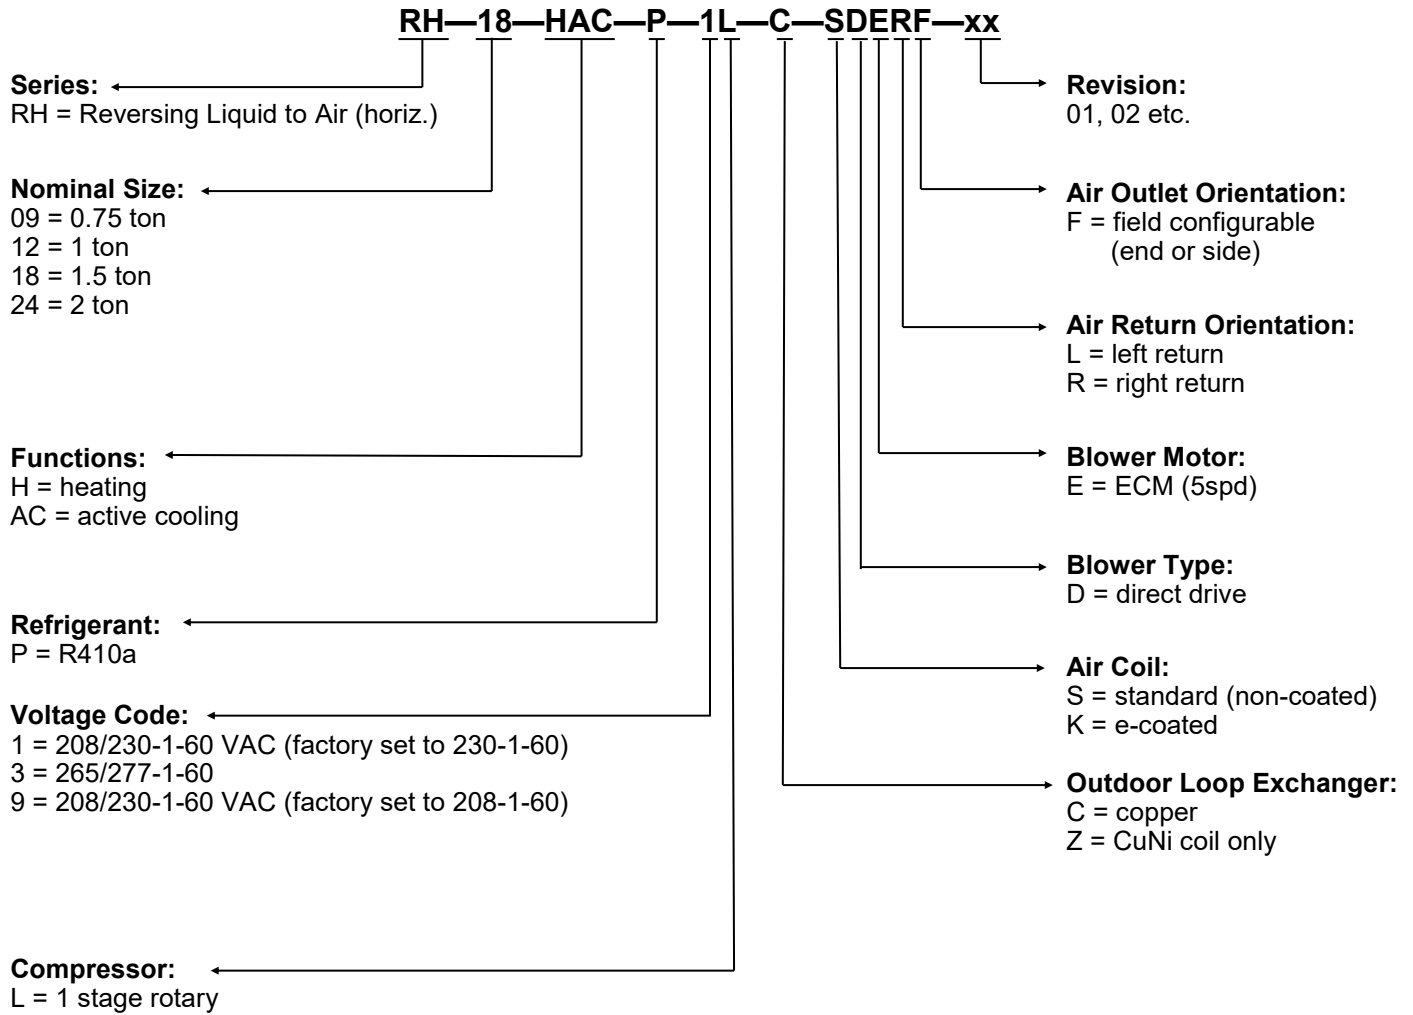 RH—18—HAC—P—1L—C—SDERF—xx
Series:
RH = Reversing Liquid to Air (horiz.)
Nominal Size:
09 = 0.75 ton
12 = 1 ton
18 = 1.5 ton
24 = 2 ton
Functions:
H = heating
AC = active cooling
Refrigerant:
P = R410a
Voltage Code:
1 = 208/230-1-60 VAC (factory set to 230-1-60)
3 = 265/277-1-60
9 = 208/230-1-60 VAC (factory set to 208-1-60)
Compressor:
L = 1 stage rotary
Revision:
01, 02 etc.
Air Outlet Orientation:
F = field configurable
(end or side)
Air Return Orientation:
L = left return
R = right return
Blower Motor:
E = ECM (5spd)
Blower Type:
D = direct drive
Air Coil:
S = standard (non-coated)
K = e-coated
Outdoor Loop Exchanger:
C = copper
Z = CuNi coil only